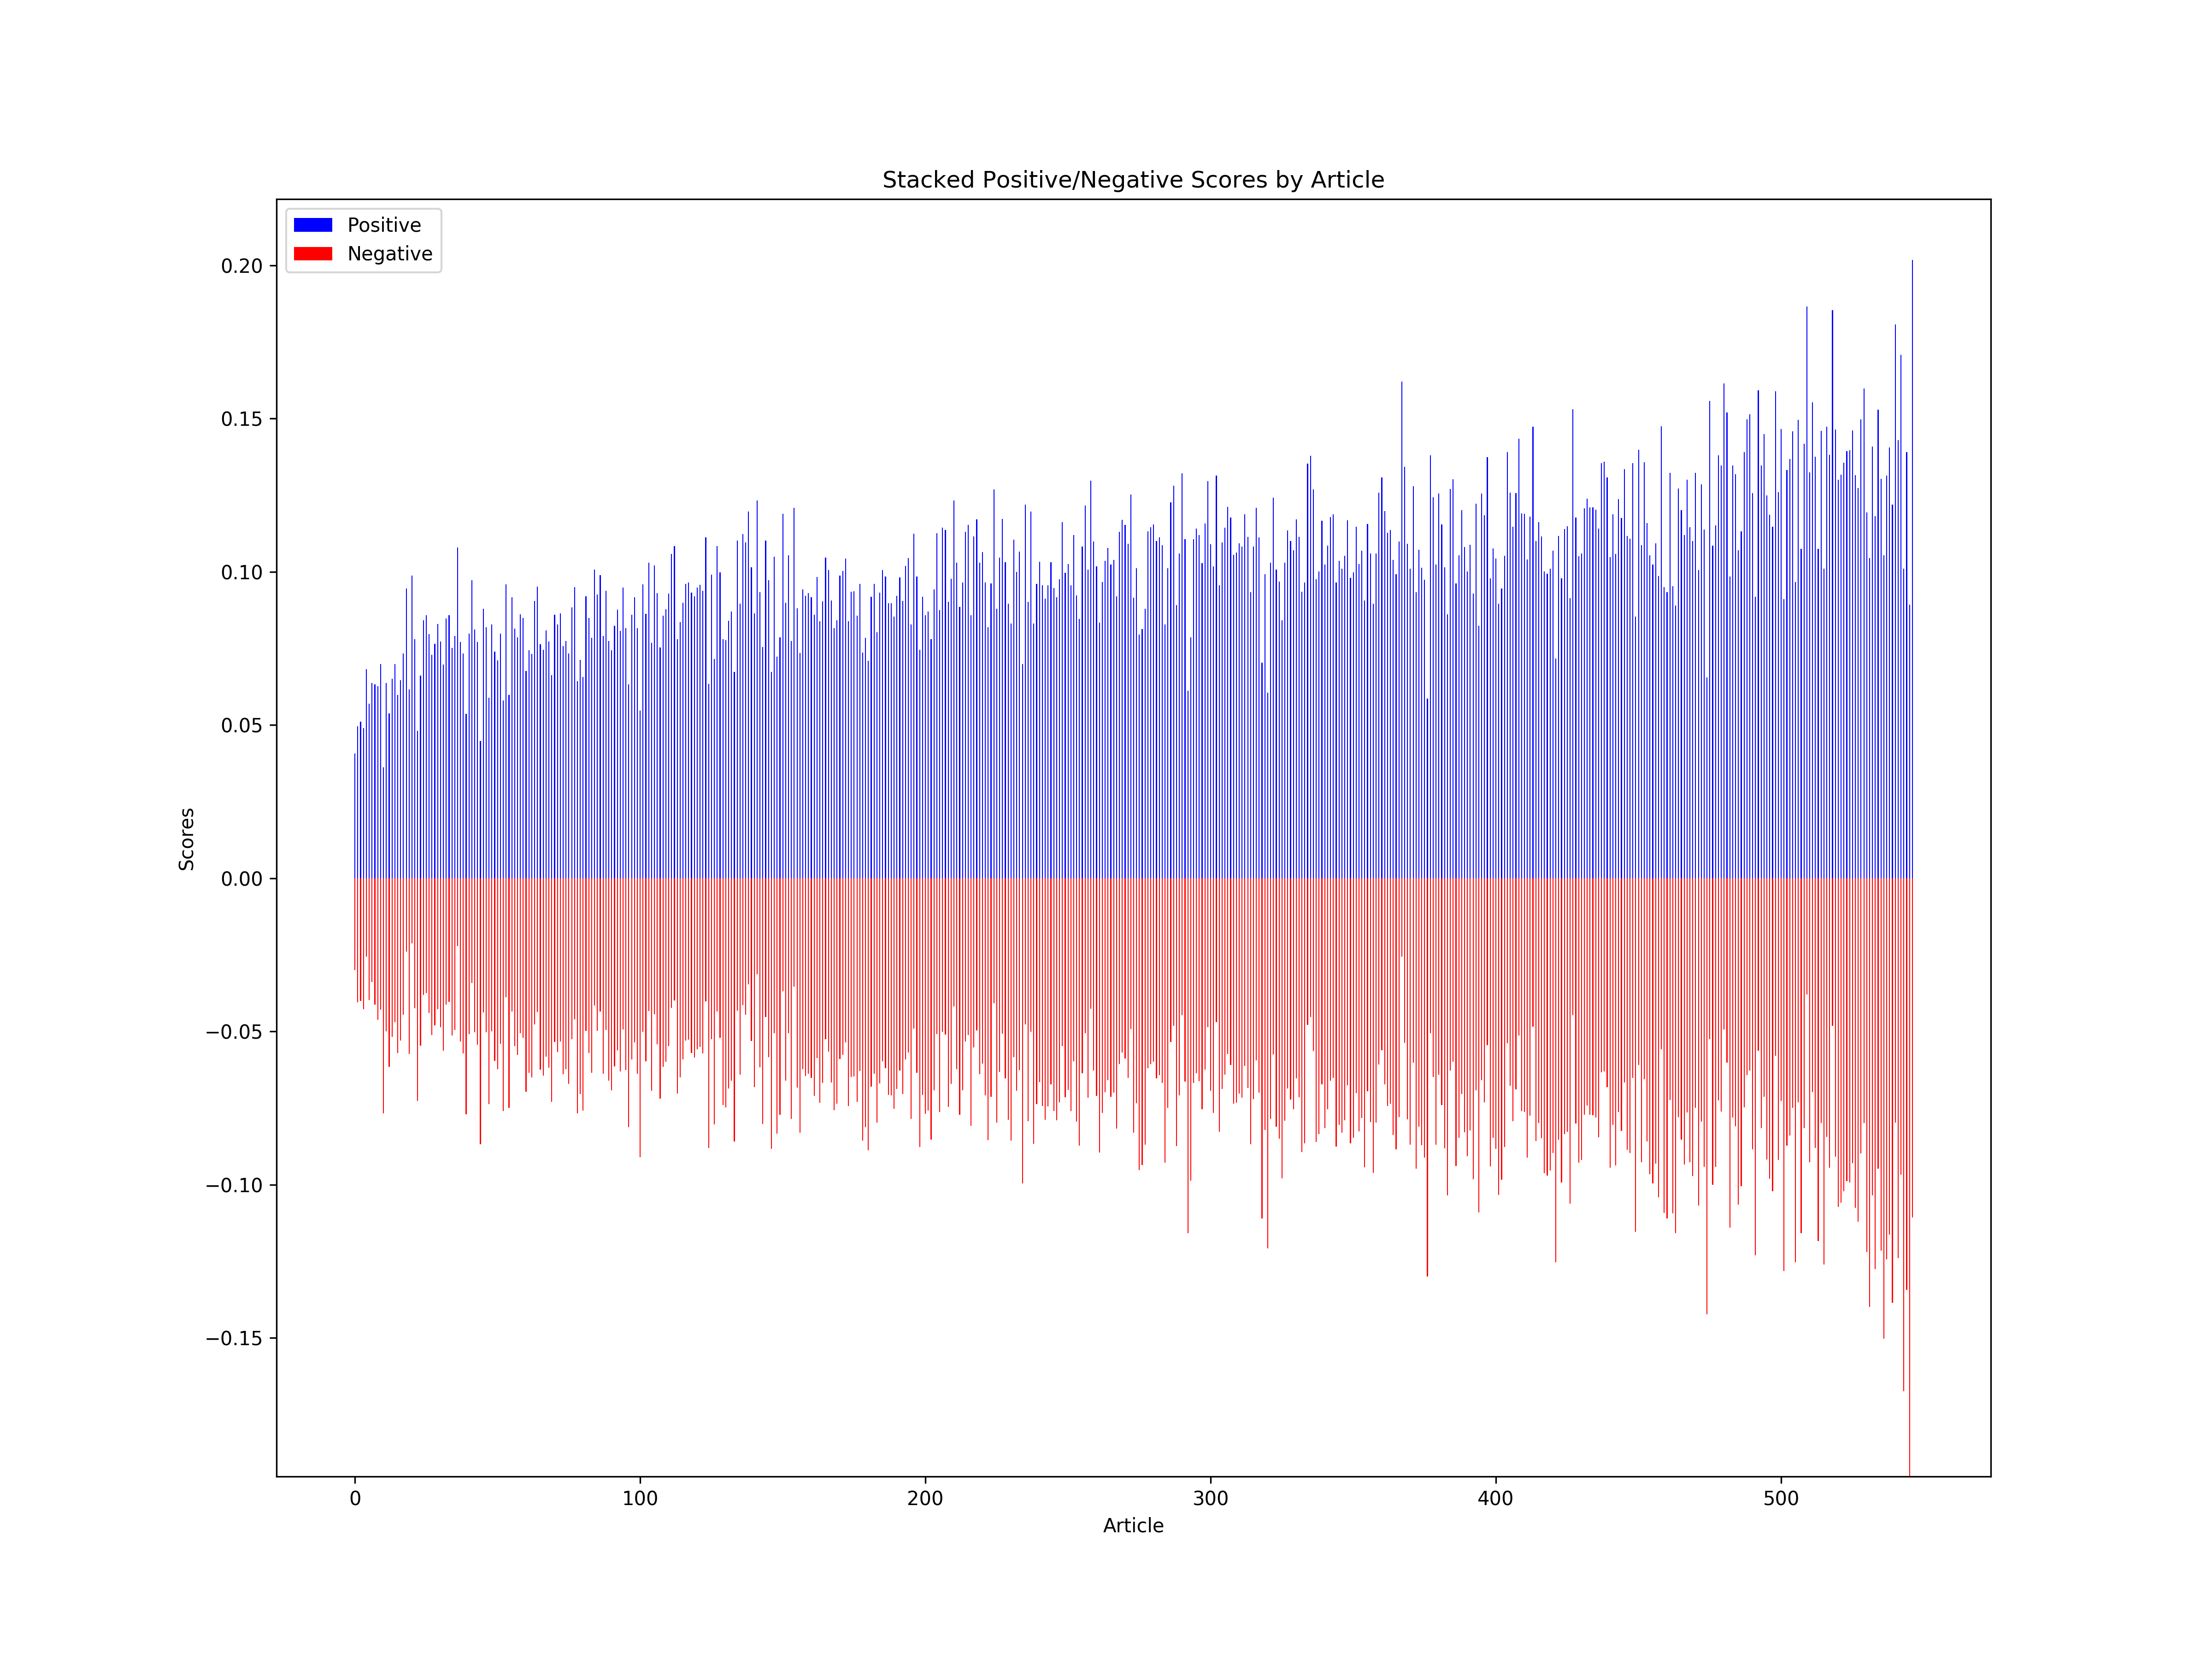 Stacked Positive/Negative Scores by Article
Positive
Negative
0.20
0.15
0.10
0.05
0.00
−0.05
−0.10
−0.15
Scores
0 100 200 300 400 500
Article